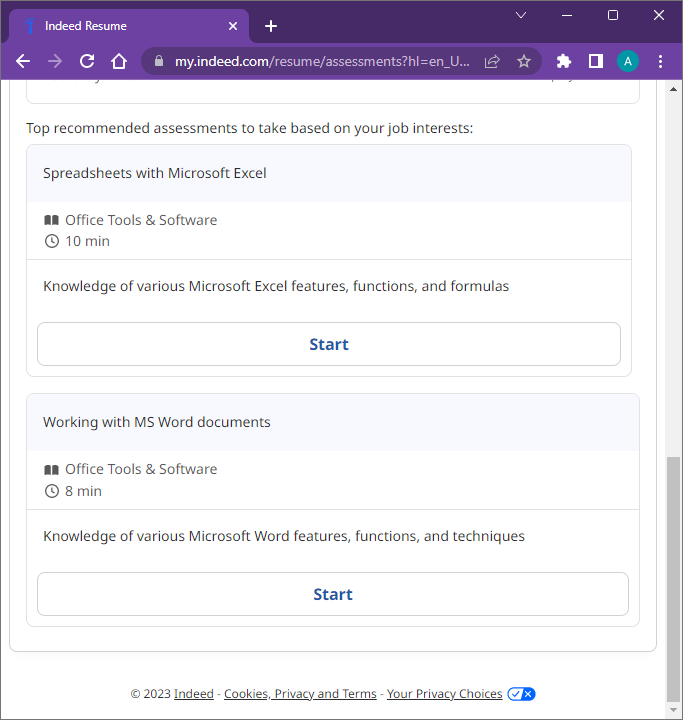 Indeed Resume
my.indeed.com/resume/assessments?hl=en_U...
A
Top recommended assessments to take based on your job interests:
Spreadsheets with Microsoft Excel
Office Tools & Software
10 min
Knowledge of various Microsoft Excel features, functions, and formulas
Start
Working with MS Word documents
Office Tools & Software
8 min
Knowledge of various Microsoft Word features, functions, and techniques
Start
© 2023 Indeed - Cookies, Privacy and Terms - Your Privacy Choices